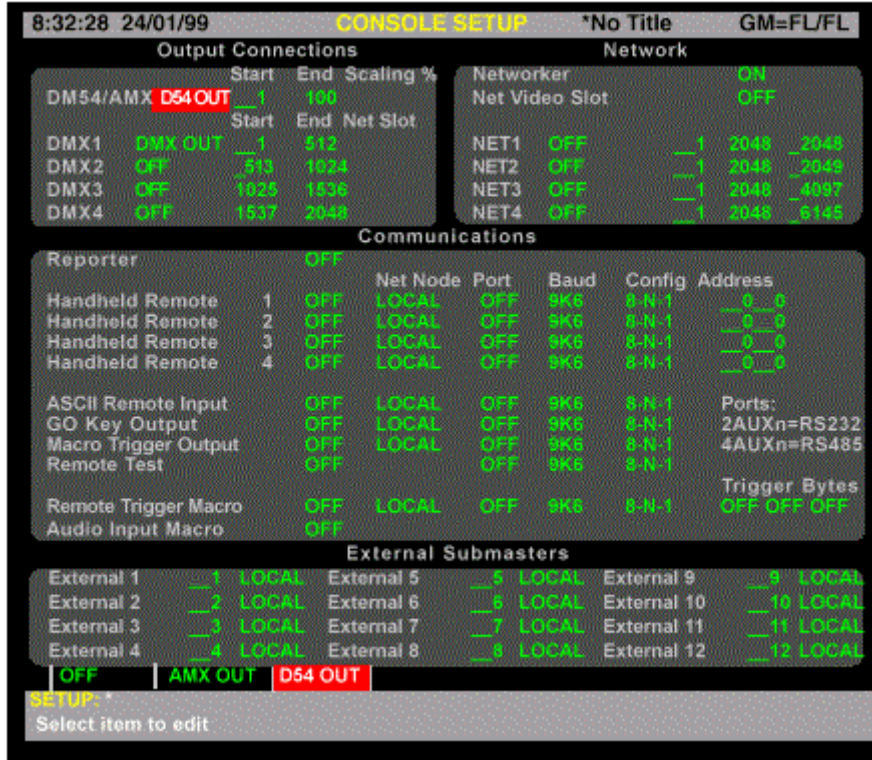 8:32:28 24/01/99 CONSOLE SETUP *No Title GM=FL/FL
Output Connections Network
Start End Scaling % Networker ON
DM54/AMX D54 OUT __1 100 Net Video Slot OFF
Start End Net Slot
DMX1 DMX OUT __1 512 NET1 OFF __1 2048 _2048
DMX2 OFF _513 1024 NET2 OFF __1 2048 _2049
DMX3 OFF 1025 1536 NET3 OFF __1 2048 _4097
DMX4 OFF 1537 2048 NET4 OFF __1 2048 _6145
Communications
Reporter OFF
Net Node Port Baud Config Address
Handheld Remote 1 OFF LOCAL OFF 9K6 8-N-1 __0__0
Handheld Remote 2 OFF LOCAL OFF 9K6 8-N-1 __0__0
Handheld Remote 3 OFF LOCAL OFF 9K6 8-N-1 __0__0
Handheld Remote 4 OFF LOCAL OFF 9K6 8-N-1 __0__0
ASCII Remote Input OFF LOCAL OFF 9K6 8-N-1 Ports:
GO Key Output OFF LOCAL OFF 9K6 8-N-1 2AUXn=RS232
Macro Trigger Output OFF LOCAL OFF 9K6 8-N-1 4AUXn=RS485
Remote Test OFF OFF 9K6 8-N-1
Trigger Bytes
Remote Trigger Macro OFF LOCAL OFF 9K6 8-N-1 OFF OFF OFF
Audio Input Macro OFF
External Submasters
External 1 __1 LOCAL External 5 __5 LOCAL External 9 __9 LOCAL
External 2 __2 LOCAL External 6 __6 LOCAL External 10 __10 LOCAL
External 3 __3 LOCAL External 7 __7 LOCAL External 11 __11 LOCAL
External 4 __4 LOCAL External 8 __8 LOCAL External 12 __12 LOCAL
OFF AMX OUT D54 OUT
SETUP: *
Select item to edit